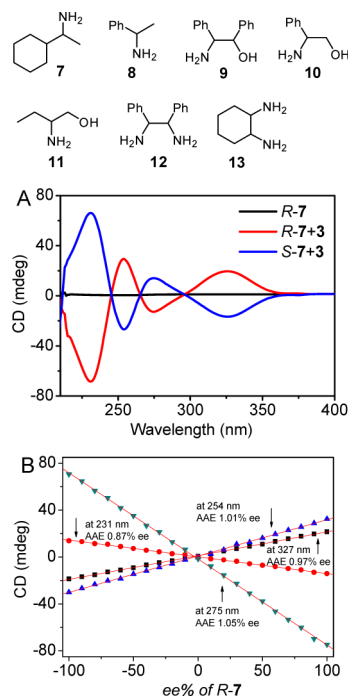 NH2
7
Ph
NH2
8
Ph Ph
H2N OH
9
Ph
H2N OH
10
OH
NH2
11
Ph Ph
H2N NH2
12
NH2
NH2
13
A
80
40
0
-40
-80
CD (mdeg)
R-7
R-7+3
S-7+3
250 300 350 400
Wavelength (nm)
B
80
40
0
-40
-80
CD (mdeg)
at 231 nm
AAE 0.87% ee
at 254 nm
AAE 1.01% ee
at 327 nm
AAE 0.97% ee
at 275 nm
AAE 1.05% ee
-100 -50 0 50 100
ee% of R-7